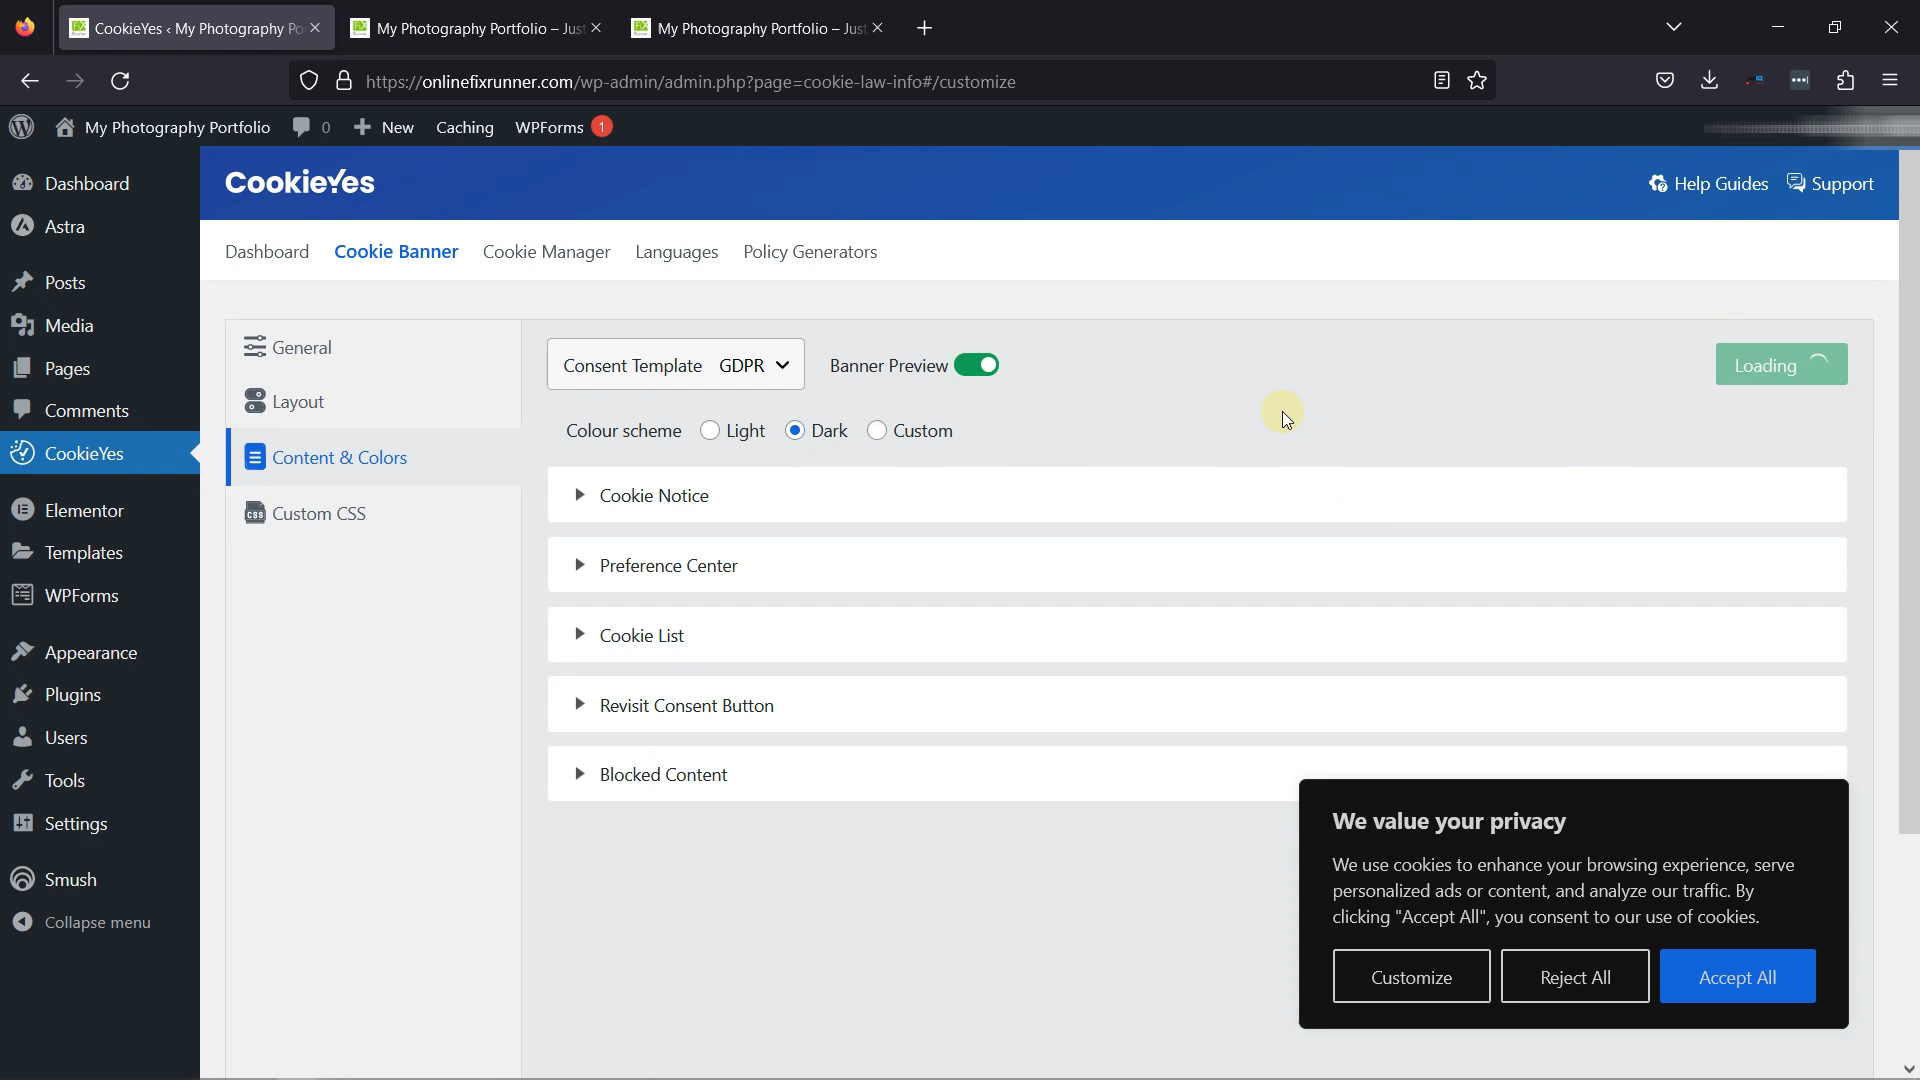 CookieYes ‹ My Photography Po
My Photography Portfolio – Just
My Photography Portfolio – Just
https://onlinefixrunner.com/wp-admin/admin.php?page=cookie-law-info#/customize
My Photography Portfolio
0
New
Caching
WPForms 1
Dashboard
Astra
Posts
Media
Pages
Comments
CookieYes
Elementor
Templates
WPForms
Appearance
Plugins
Users
Tools
Settings
Smush
Collapse menu
CookieYes
Help Guides
Support
Dashboard
Cookie Banner
Cookie Manager
Languages
Policy Generators
General
Layout
Content & Colors
CSS
Custom CSS
Consent Template GDPR
Banner Preview
Loading
Colour scheme
Light
Dark
Custom
Cookie Notice
Preference Center
Cookie List
Revisit Consent Button
Blocked Content
We value your privacy
We use cookies to enhance your browsing experience, serve
personalized ads or content, and analyze our traffic. By
clicking "Accept All", you consent to our use of cookies.
Customize
Reject All
Accept All